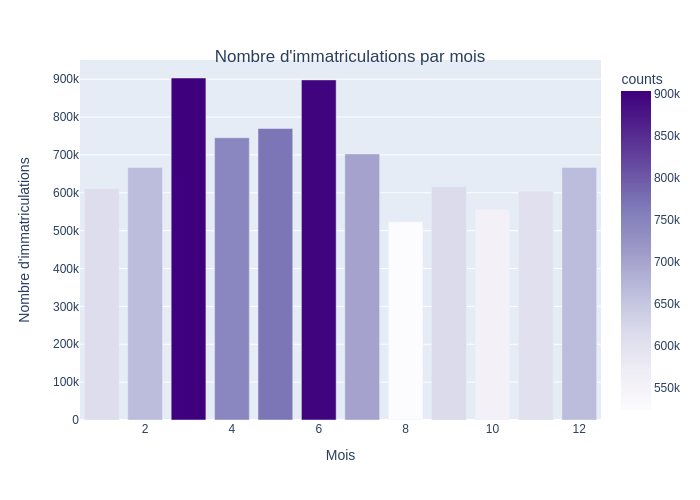 Nombre d'immatriculations par mois
counts
900k
800k
700k
600k
500k
400k
300k
200k
100k
0
Nombre d'immatriculations
2 4 6 8 10 12
Mois
900k
850k
800k
750k
700k
650k
600k
550k